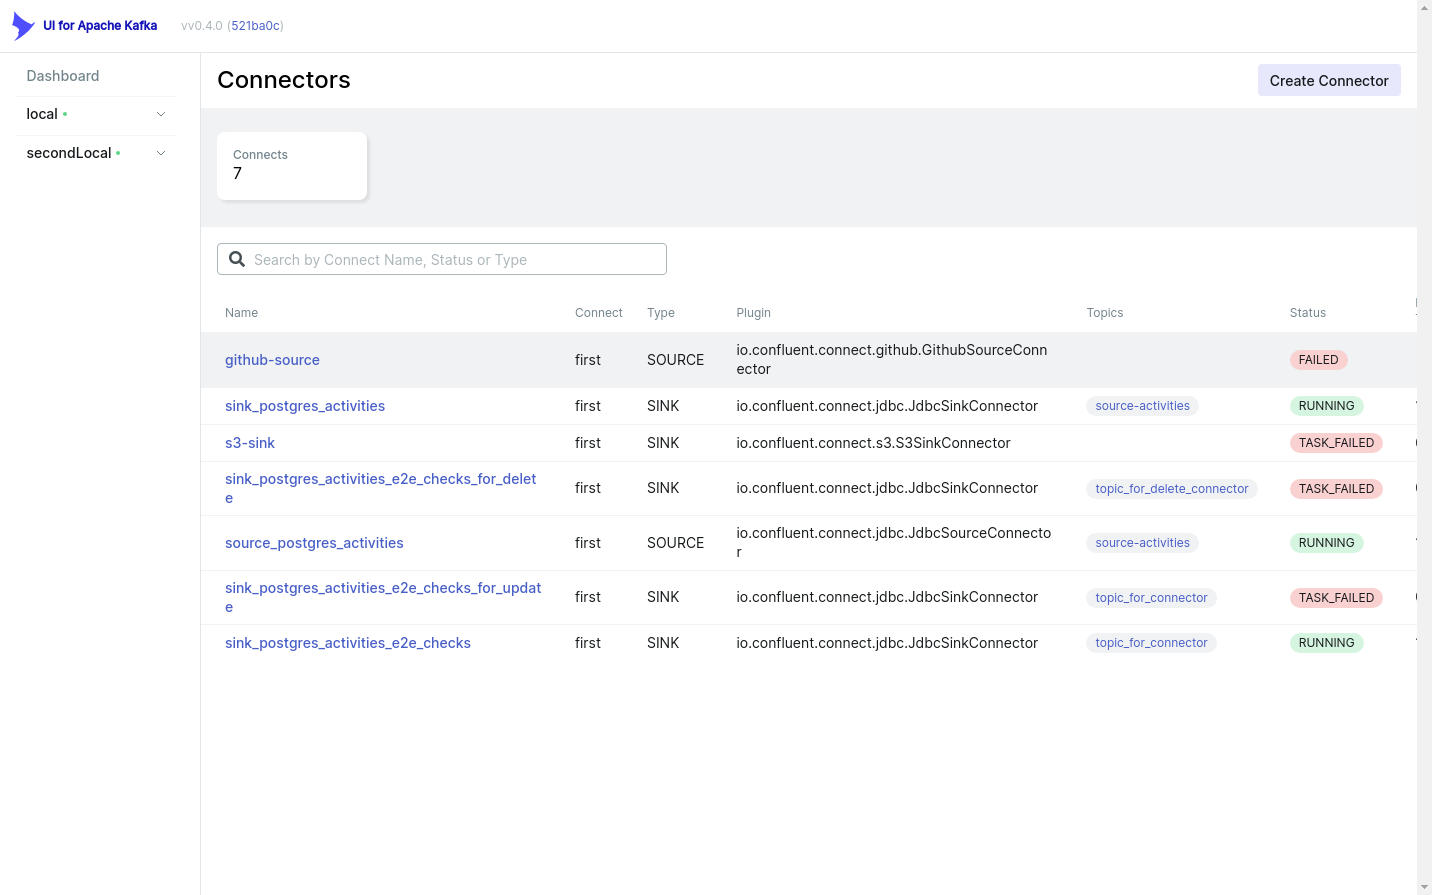 UI for Apache Kafka
vv0.4.0 (521ba0c)
Dashboard
local
secondLocal
Connectors
Create Connector
Connects
7
Search by Connect Name, Status or Type
Name Connect Type Plugin Topics Status
github-source first SOURCE io.confluent.connect.github.GithubSourceConn
ector FAILED
sink_postgres_activities first SINK io.confluent.connect.jdbc.JdbcSinkConnector source-activities RUNNING
s3-sink first SINK io.confluent.connect.s3.S3SinkConnector TASK_FAILED
sink_postgres_activities_e2e_checks_for_delet
e first SINK io.confluent.connect.jdbc.JdbcSinkConnector topic_for_delete_connector TASK_FAILED
source_postgres_activities first SOURCE io.confluent.connect.jdbc.JdbcSourceConnecto
r source-activities RUNNING
sink_postgres_activities_e2e_checks_for_updat
e first SINK io.confluent.connect.jdbc.JdbcSinkConnector topic_for_connector TASK_FAILED
sink_postgres_activities_e2e_checks first SINK io.confluent.connect.jdbc.JdbcSinkConnector topic_for_connector RUNNING